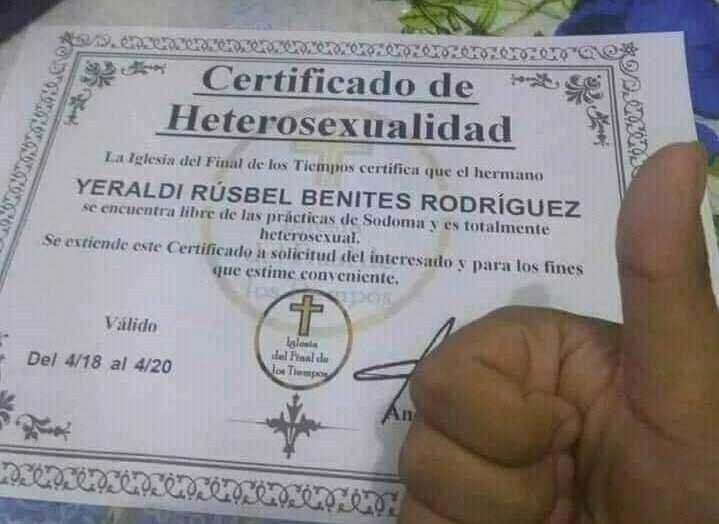 Certificado de
Heterosexualidad
La Iglesia del Final de los Tiempos certifica que el hermano
YERALDI RÚSBEL BENITES RODRÍGUEZ
se encuentra libre de las prácticas de Sodoma y es totalmente
heterosexual.
Se extiende este Certificado a solicitud del interesado y para los fines
que estime conveniente.
Válido
Del 4/18 al 4/20
Iglesia
del Final de
los Tiempos